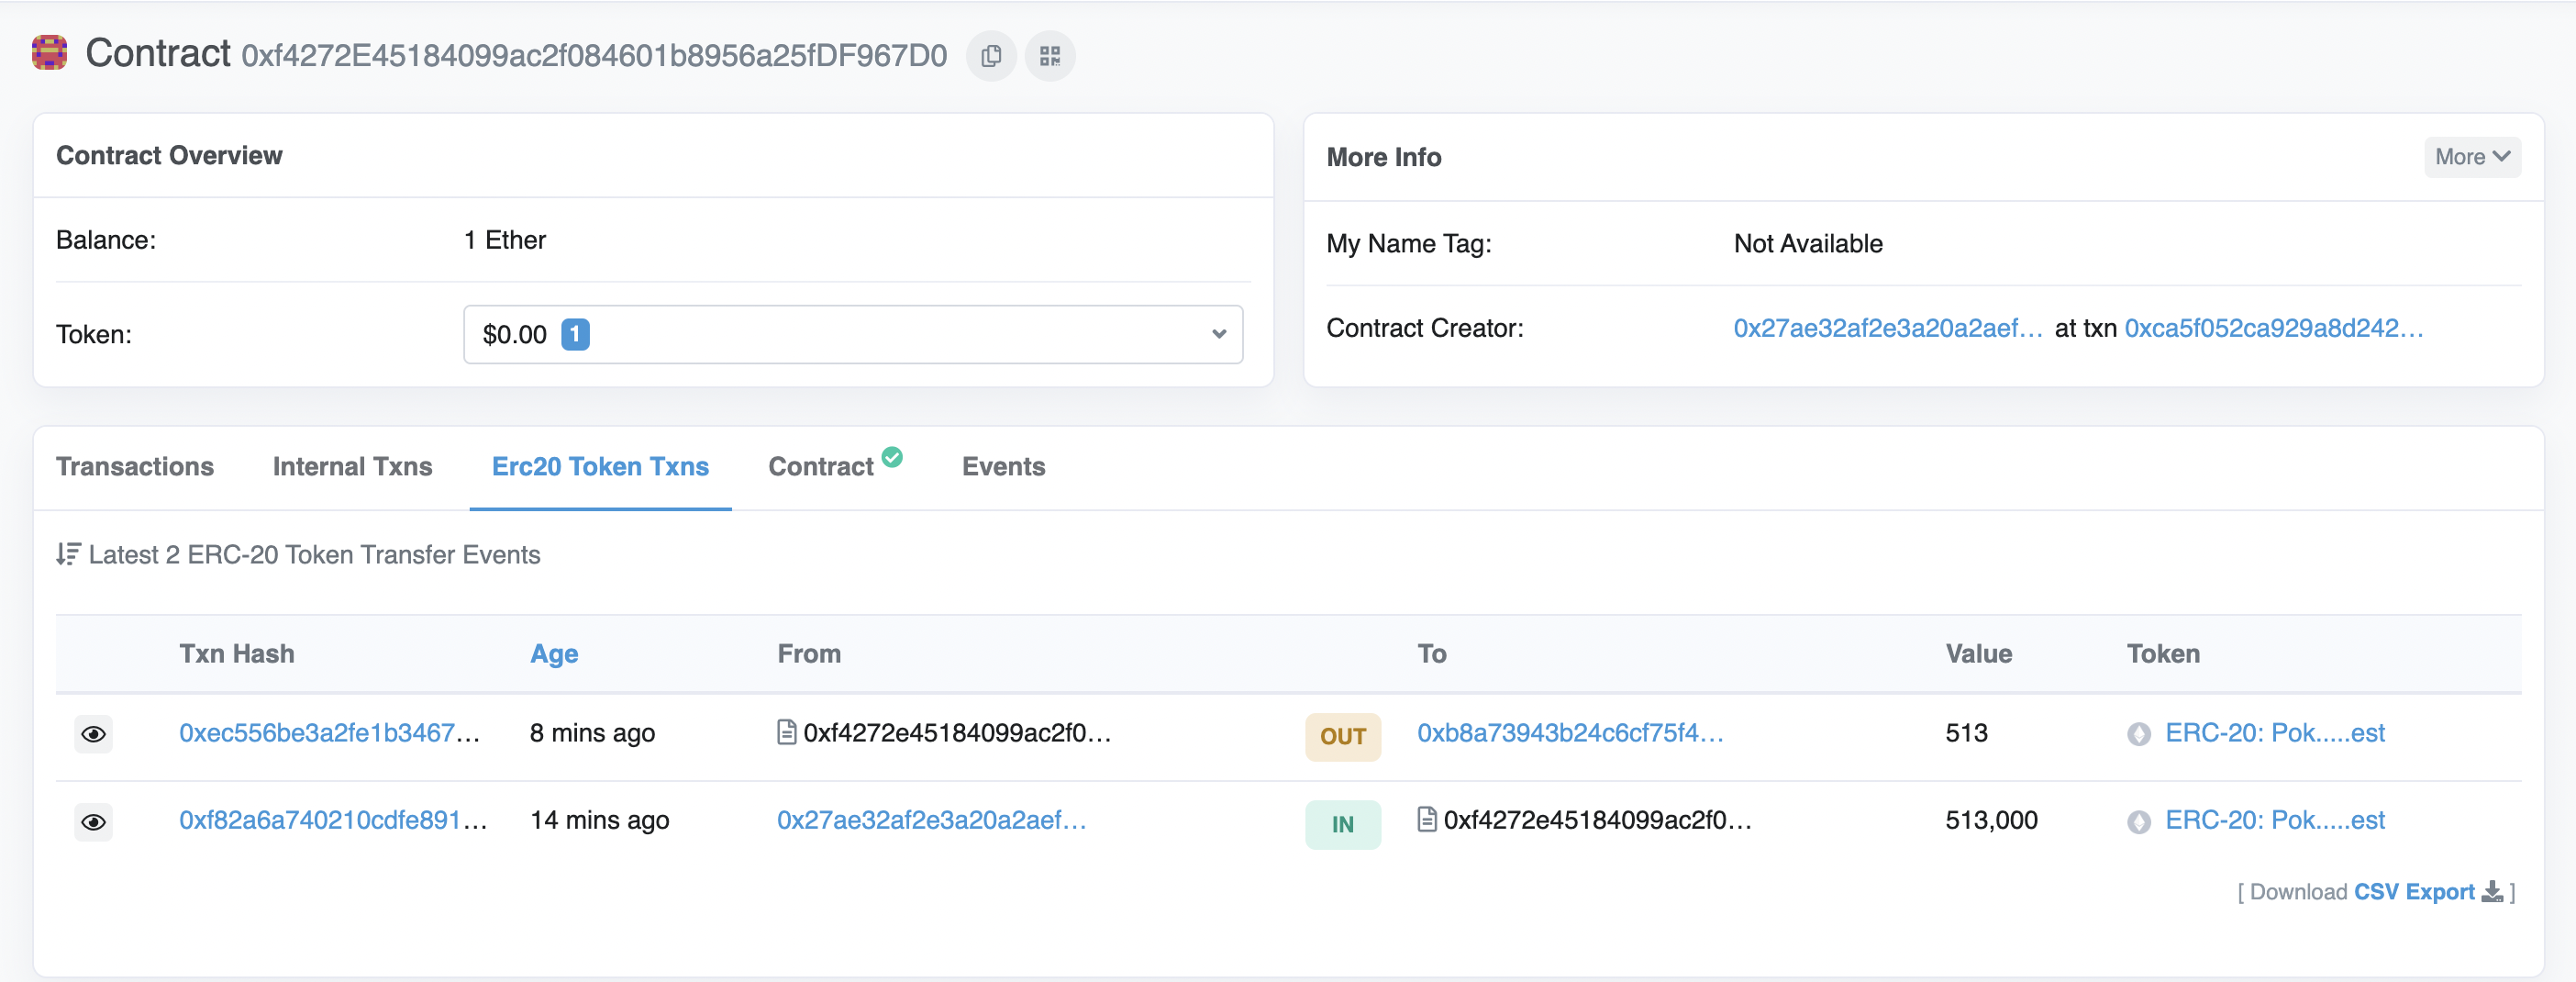 Contract 0xf4272E45184099ac2f084601b8956a25fDF967D0
Contract Overview
Balance: 1 Ether
Token: $0.00 1
More Info More
My Name Tag: Not Available
Contract Creator: 0x27ae32af2e3a20a2aef... at txn 0xca5f052ca929a8d242...
Transactions Internal Txns Erc20 Token Txns Contract Events
Latest 2 ERC-20 Token Transfer Events
Txn Hash Age From To Value Token
0xec556be3a2fe1b3467... 8 mins ago 0xf4272e45184099ac2f0... OUT 0xb8a73943b24c6cf75f4... 513 ERC-20: Pok.....est
0xf82a6a740210cdfe891... 14 mins ago 0x27ae32af2e3a20a2aef... IN 0xf4272e45184099ac2f0... 513,000 ERC-20: Pok.....est
[ Download CSV Export ]